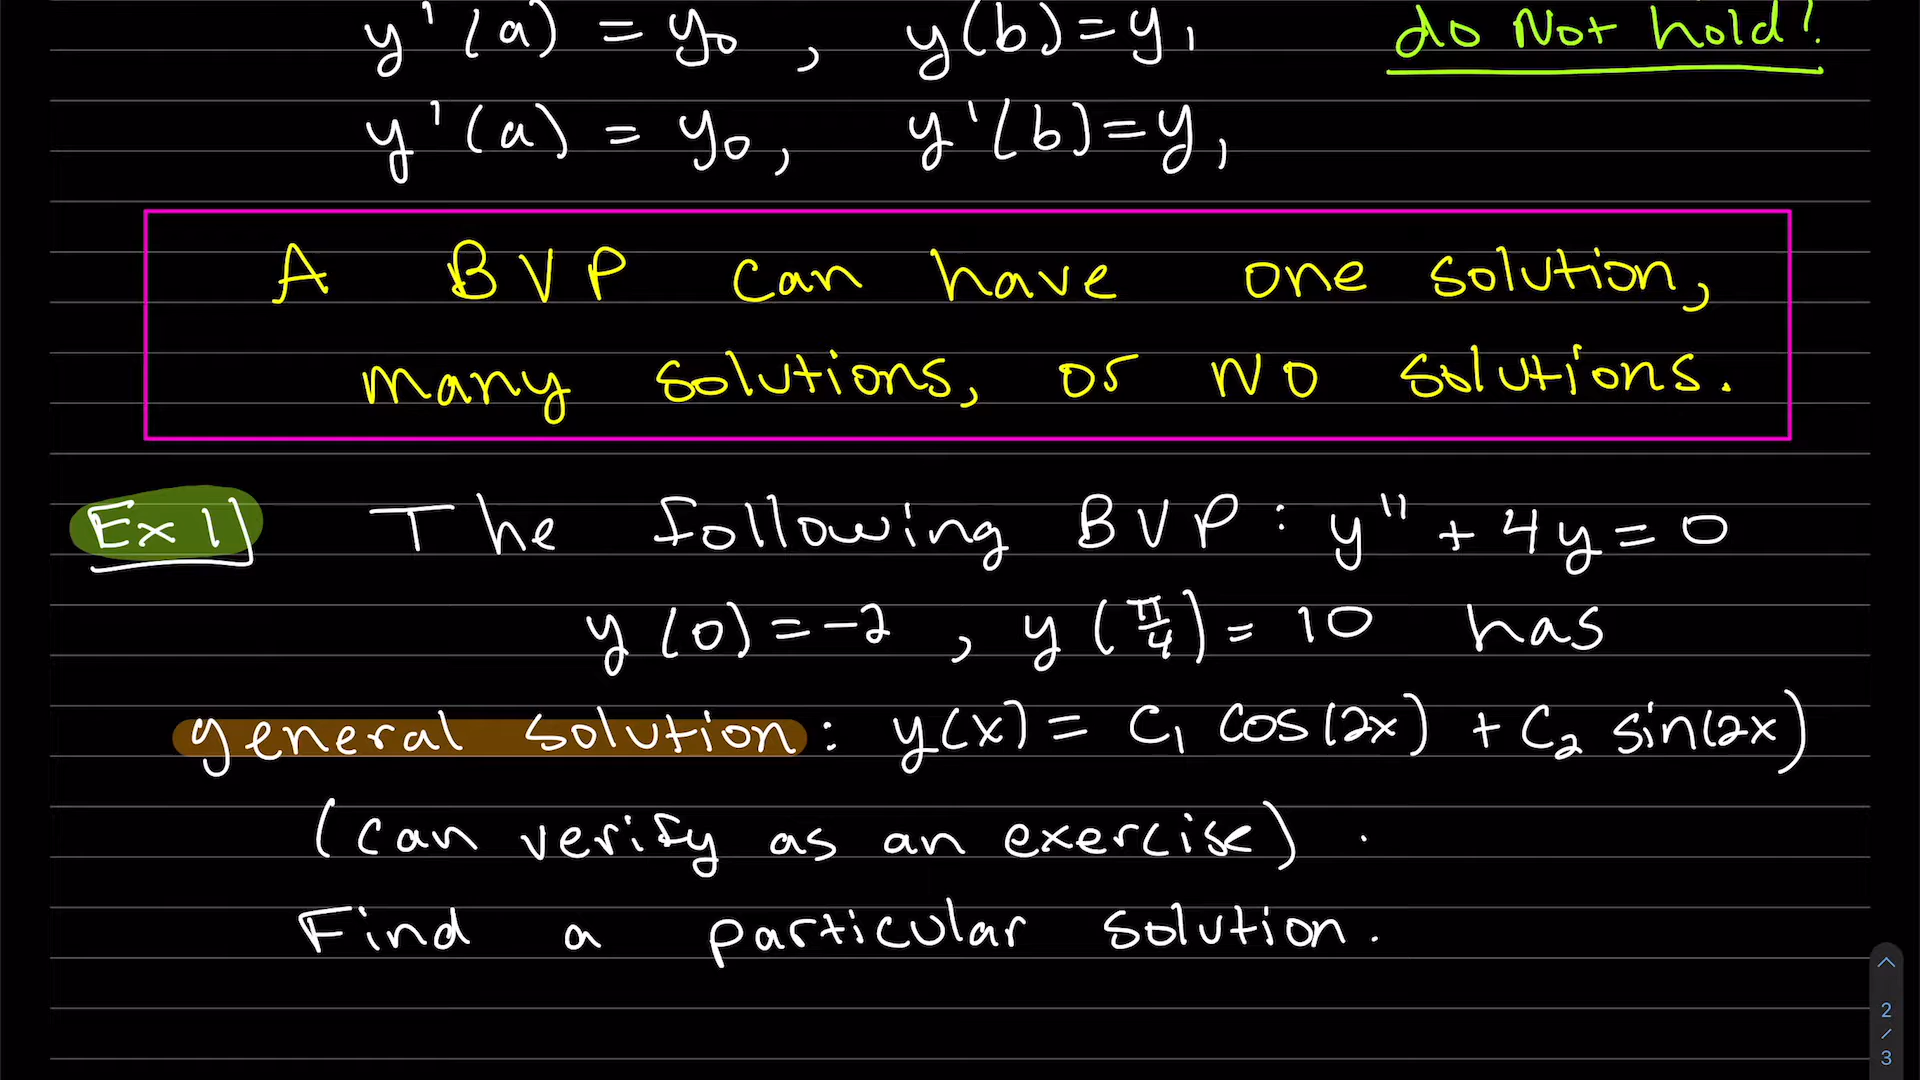 y'(a) = y₀ , y(b)=y₁ do Not hold!
y'(a) = y₀, y'(b)=y₁
A BVP can have one solution,
many solutions, or no solutions.
Ex 1] The following BVP: y'' + 4y = 0
y(0) = -2 , y(π/4) = 10 has
general solution: y(x) = C₁ cos(2x) + C₂ sin(2x)
(can verify as an exercise).
Find a particular solution.
2
/
3